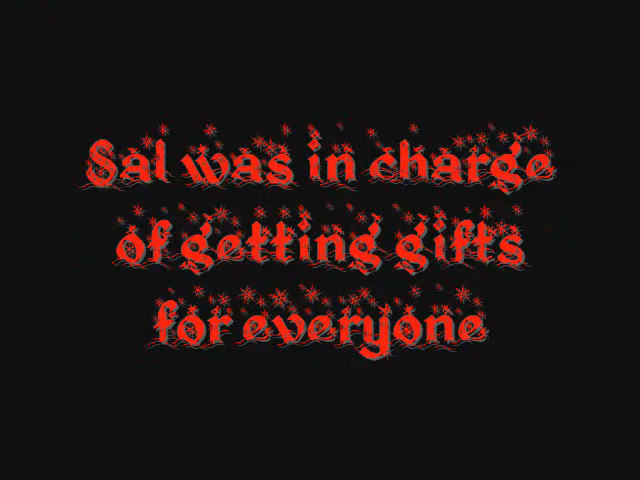 Sal was in charge
of getting gifts
for everyone